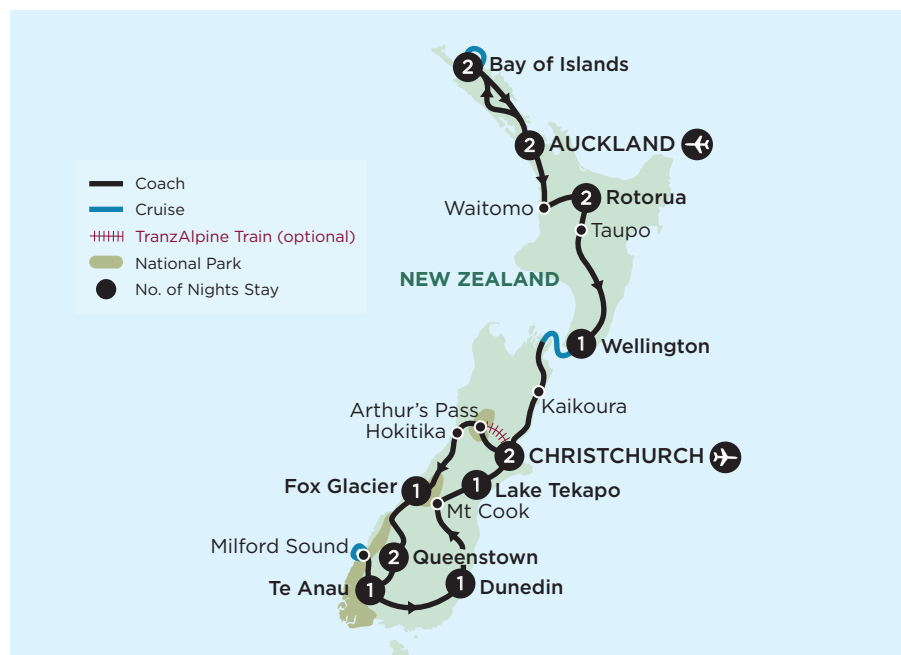 2 Bay of Islands
2 AUCKLAND
Waitomo
2 Rotorua
Taupo
Coach
Cruise
TranzAlpine Train (optional)
National Park
No. of Nights Stay
NEW ZEALAND
1 Wellington
Kaikoura
Arthur's Pass
Hokitika
2 CHRISTCHURCH
Fox Glacier 1
1 Lake Tekapo
Mt Cook
Milford Sound
2 Queenstown
Te Anau 1
1 Dunedin